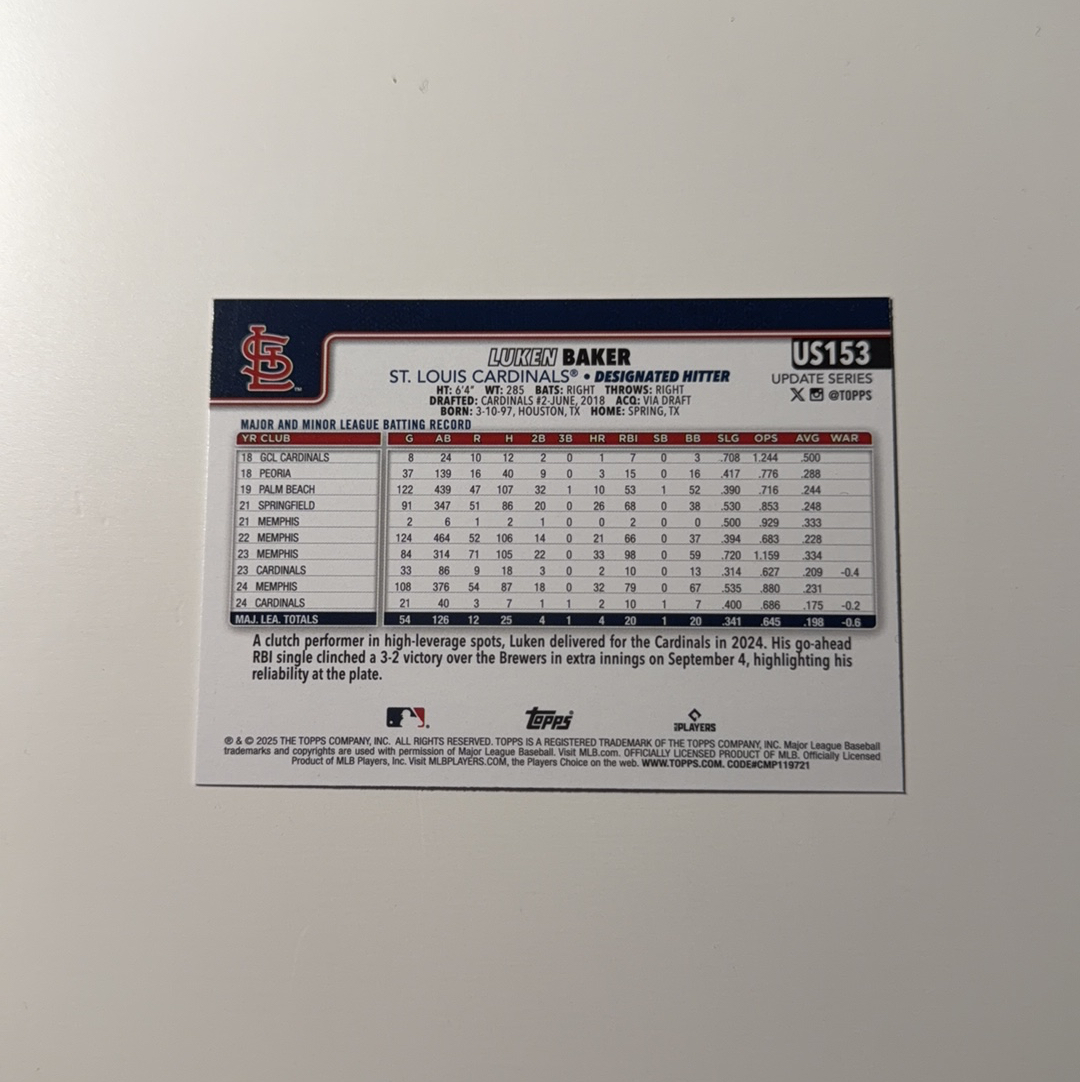 LUKEN BAKER
US153
ST. LOUIS CARDINALS® • DESIGNATED HITTER
UPDATE SERIES
HT: 6'4" WT: 285 BATS: RIGHT THROWS: RIGHT
@TOPPS
DRAFTED: CARDINALS #2-JUNE, 2018 ACQ: VIA DRAFT
BORN: 3-10-97, HOUSTON, TX HOME: SPRING, TX
MAJOR AND MINOR LEAGUE BATTING RECORD
YR CLUB G AB R H 2B 3B HR RBI SB BB SLG OPS AVG WAR
18 GCL CARDINALS 8 24 10 12 2 0 1 7 0 3 .708 1.244 .500
18 PEORIA 37 139 16 40 9 0 3 15 0 16 .417 .776 .288
19 PALM BEACH 122 439 47 107 32 1 10 53 1 52 .390 .716 .244
21 SPRINGFIELD 91 347 51 86 20 0 26 68 0 38 .530 .853 .248
21 MEMPHIS 2 6 1 2 1 0 0 2 0 0 .500 .929 .333
22 MEMPHIS 124 464 52 106 14 0 21 66 0 37 .394 .683 .228
23 MEMPHIS 84 314 71 105 22 0 33 98 0 59 .720 1.159 .334
23 CARDINALS 33 86 9 18 3 0 2 10 0 13 .314 .627 .209 -0.4
24 MEMPHIS 108 376 54 87 18 0 32 79 0 67 .535 .880 .231
24 CARDINALS 21 40 3 7 1 1 2 10 1 7 .400 .686 .175 -0.2
MAJ. LEA. TOTALS 54 126 12 25 4 1 4 20 1 20 .341 .645 .198 -0.6
A clutch performer in high-leverage spots, Luken delivered for the Cardinals in 2024. His go-ahead
RBI single clinched a 3-2 victory over the Brewers in extra innings on September 4, highlighting his
reliability at the plate.
Topps
PLAYERS
® & © 2025 THE TOPPS COMPANY, INC. ALL RIGHTS RESERVED. TOPPS IS A REGISTERED TRADEMARK OF THE TOPPS COMPANY, INC. Major League Baseball
trademarks and copyrights are used with permission of Major League Baseball. Visit MLB.com. OFFICIALLY LICENSED PRODUCT OF MLB. Officially Licensed
Product of MLB Players, Inc. Visit MLBPLAYERS.COM, the Players Choice on the web. WWW.TOPPS.COM. CODE#CMP119721